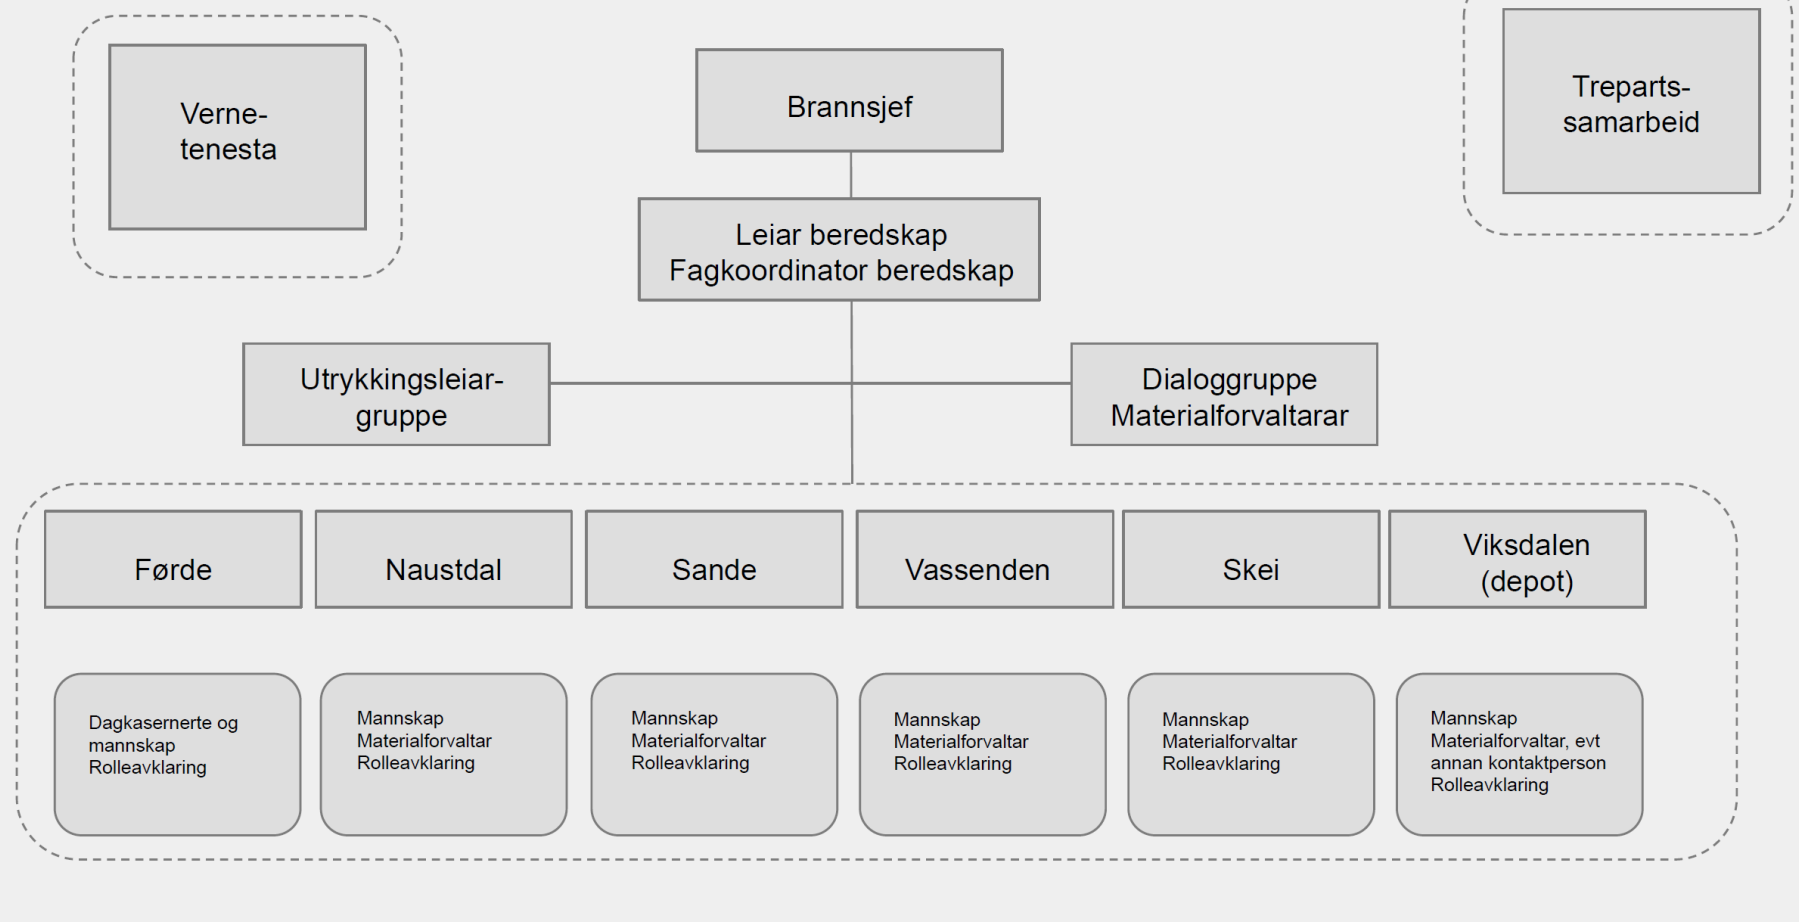 Verne-
tenesta
Brannsjef
Treparts-
samarbeid
Leiar beredskap
Fagkoordinator beredskap
Utrykkingsleiar-
gruppe
Dialoggruppe
Materialforvaltarar
Førde
Naustdal
Sande
Vassenden
Skei
Viksdalen
(depot)
Dagkasernerte og
mannskap
Rolleavklaring
Mannskap
Materialforvaltar
Rolleavklaring
Mannskap
Materialforvaltar
Rolleavklaring
Mannskap
Materialforvaltar
Rolleavklaring
Mannskap
Materialforvaltar
Rolleavklaring
Mannskap
Materialforvaltar, evt
annan kontaktperson
Rolleavklaring